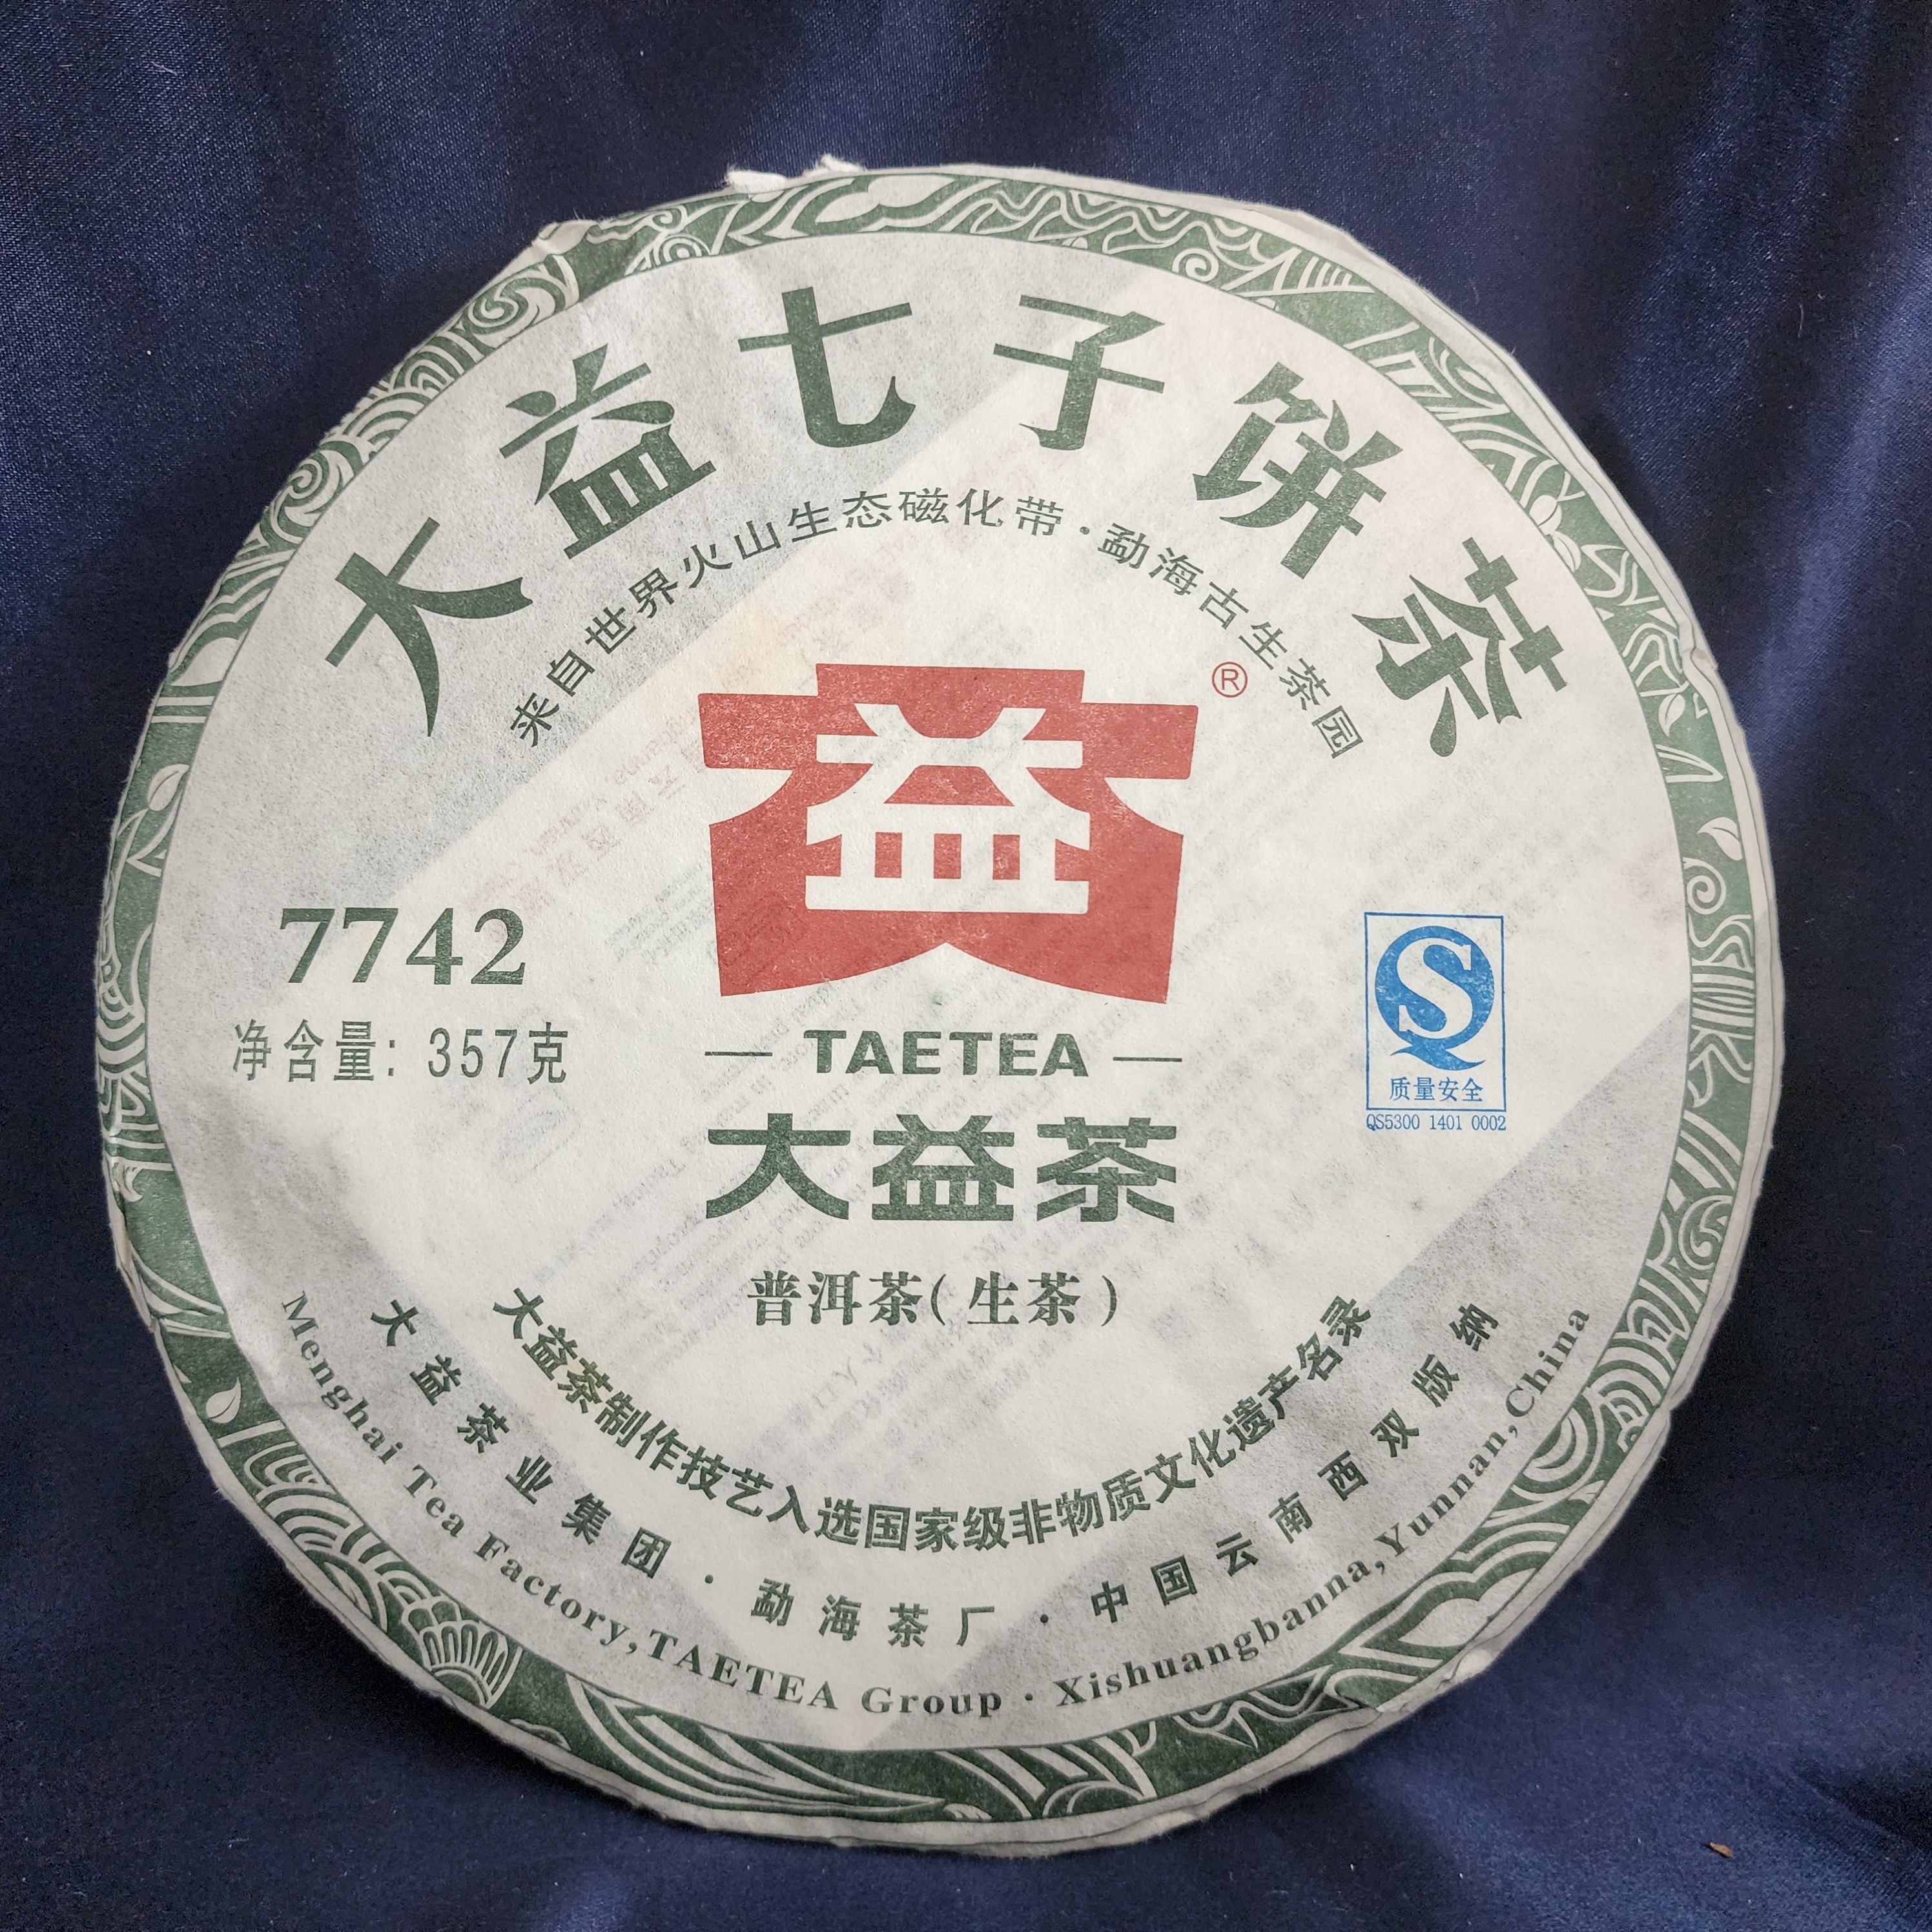 大益七子饼茶
来自世界火山生态磁化带·勐海古生茶园
益®
7742
净含量: 357克
TAETEA
大益茶
普洱茶(生茶)
S
质量安全
QS5300 1401 0002
大益茶制作技艺入选国家级非物质文化遗产名录
大益茶业集团·勐海茶厂·中国云南西双版纳
Menghai Tea Factory,TAETEA Group·Xishuangbanna,Yunnan,China